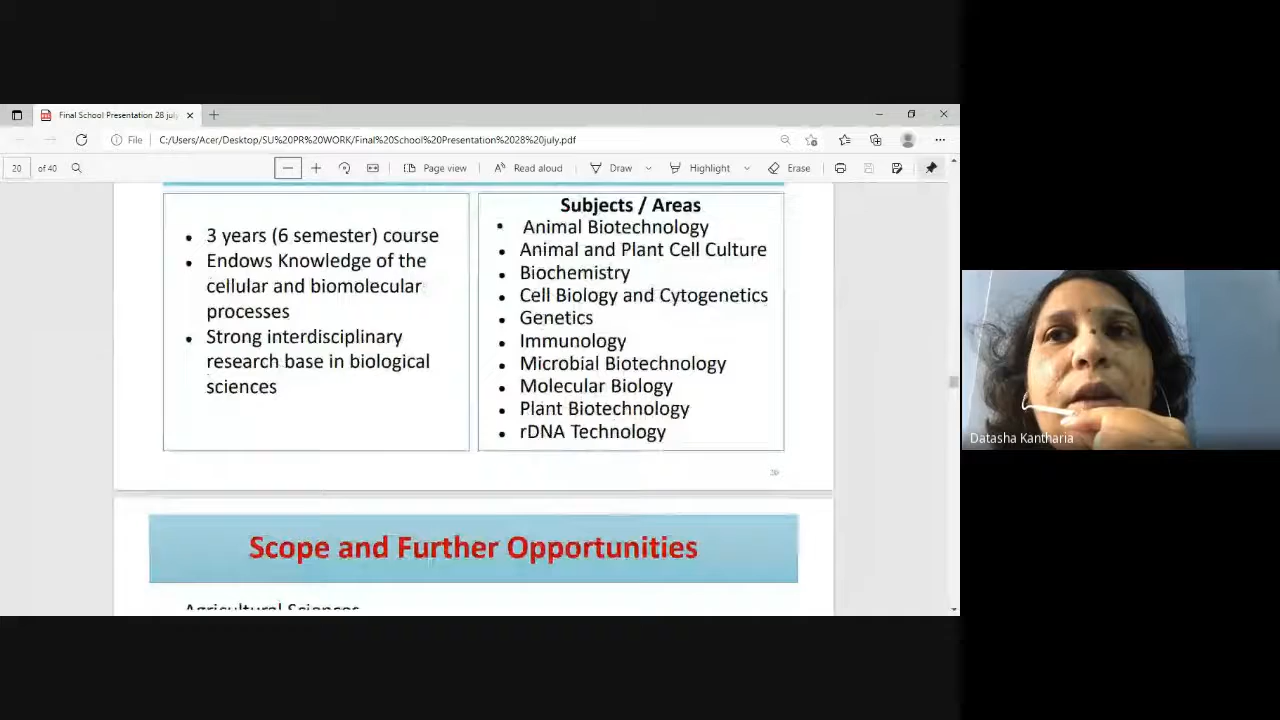 Final School Presentation 28 july
File
C:/Users/Acer/Desktop/SU%20PR%20WORK/Final%20School%20Presentation%2028%20july.pdf
20 of 40
Page view
Read aloud
Draw
Highlight
Erase
3 years (6 semester) course
Endows Knowledge of the
cellular and biomolecular
processes
Strong interdisciplinary
research base in biological
sciences
Subjects / Areas
Animal Biotechnology
Animal and Plant Cell Culture
Biochemistry
Cell Biology and Cytogenetics
Genetics
Immunology
Microbial Biotechnology
Molecular Biology
Plant Biotechnology
rDNA Technology
Scope and Further Opportunities
Agricultural Sciences
Datasha Kantharia